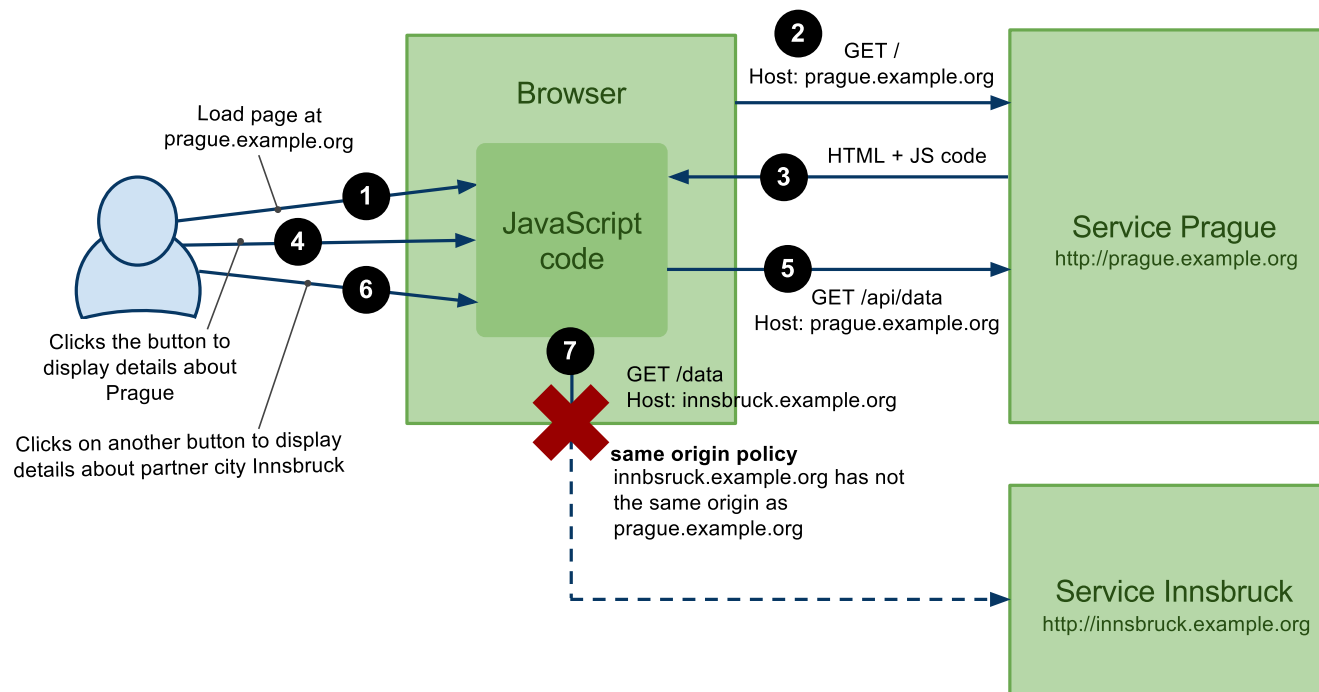 2
GET /
Host: prague.example.org
Browser
Load page at
prague.example.org
HTML + JS code
3
1
JavaScript
code
4
Service Prague
http://prague.example.org
5
6
GET /api/data
Host: prague.example.org
Clicks the button to
display details about
Prague
7
GET /data
Host: innsbruck.example.org
Clicks on another button to display
details about partner city Innsbruck
same origin policy
innbsruck.example.org has not
the same origin as
prague.example.org
Service Innsbruck
http://innsbruck.example.org